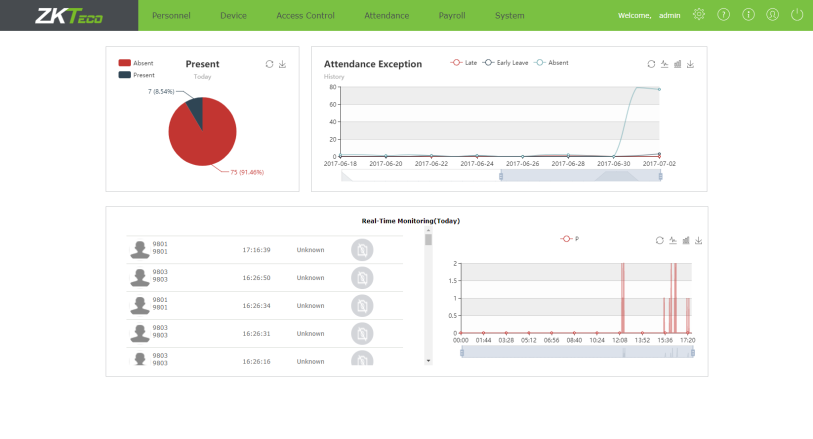 ZKTeco
Personnel Device Access Control Attendance Payroll System
Welcome, admin
Absent
Present
Present
Today
7 (8.54%)
75 (91.46%)
Attendance Exception
History
Late Early Leave Absent
80
60
40
20
0
2017-06-18 2017-06-20 2017-06-22 2017-06-24 2017-06-26 2017-06-28 2017-06-30 2017-07-02
Real-Time Monitoring(Today)
9801
9801 17:16:39 Unknown
9803
9803 16:26:50 Unknown
9801
9801 16:26:34 Unknown
9803
9803 16:26:31 Unknown
9803
9803 16:26:16 Unknown
P
2
1.5
1
0.5
0
00:00 01:44 03:28 05:12 06:56 08:40 10:24 12:08 13:52 15:36 17:20